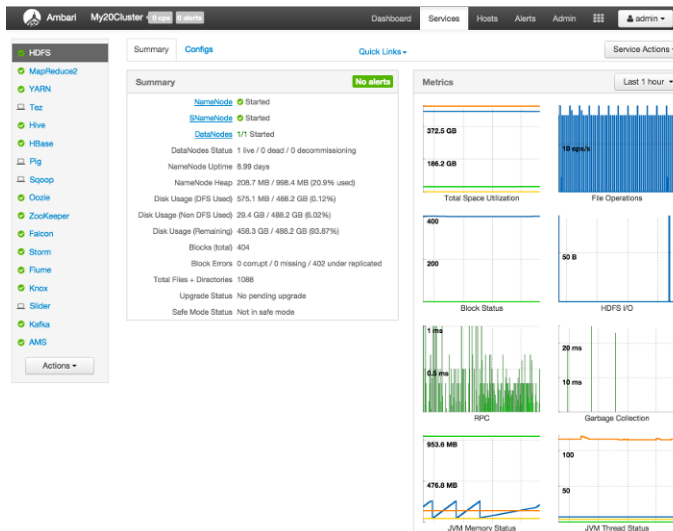 Ambari My20Cluster 0 ops 0 alerts Dashboard Services Hosts Alerts Admin admin
HDFS
MapReduce2
YARN
Tez
Hive
HBase
Pig
Sqoop
Oozie
ZooKeeper
Falcon
Storm
Flume
Knox
Slider
Kafka
AMS
Actions
Summary Configs Quick Links Service Actions
Summary No alerts
NameNode Started
SNameNode Started
DataNodes 1/1 Started
DataNodes Status 1 live / 0 dead / 0 decommissioning
NameNode Uptime 8.99 days
NameNode Heap 208.7 MB / 998.4 MB (20.9% used)
Disk Usage (DFS Used) 575.1 MB / 488.2 GB (0.12%)
Disk Usage (Non DFS Used) 29.4 GB / 488.2 GB (6.02%)
Disk Usage (Remaining) 458.3 GB / 488.2 GB (93.87%)
Blocks (total) 404
Block Errors 0 corrupt / 0 missing / 402 under replicated
Total Files + Directories 1088
Upgrade Status No pending upgrade
Safe Mode Status Not in safe mode
Metrics Last 1 hour
372.5 GB
186.2 GB
Total Space Utilization
10 ops/s
File Operations
400
200
Block Status
50 B
HDFS I/O
1 ms
0.5 ms
RPC
20 ms
10 ms
Garbage Collection
953.6 MB
476.8 MB
JVM Memory Status
100
50
JVM Thread Status